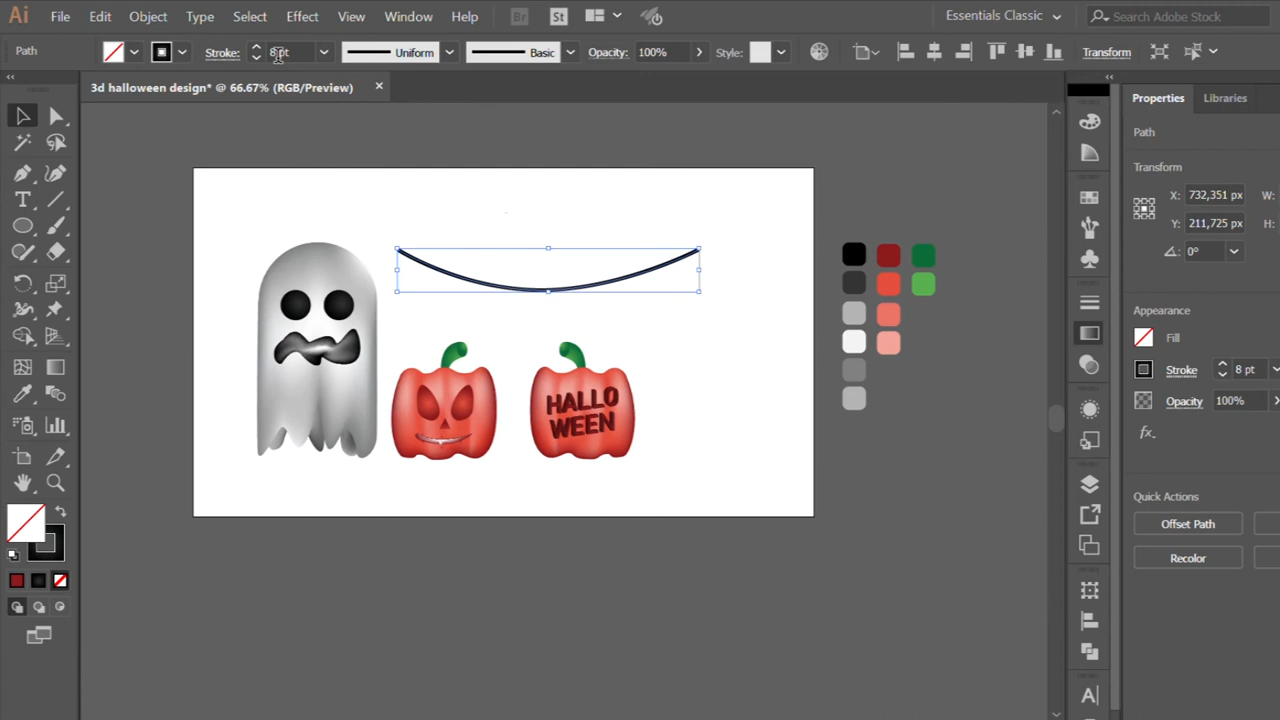 Ai File Edit Object Type Select Effect View Window Help Br St Essentials Classic Search Adobe Stock
Path Stroke: 8 pt Uniform Basic Opacity: 100% Style: Transform
3d halloween design* @ 66.67% (RGB/Preview) ×
Properties Libraries
Path
Transform
X: 732,351 px W:
Y: 211,725 px
0°
Appearance
Fill
Stroke 8 pt
Opacity 100%
fx.
Quick Actions
Offset Path
Recolor
HALLO
WEEN
T
A